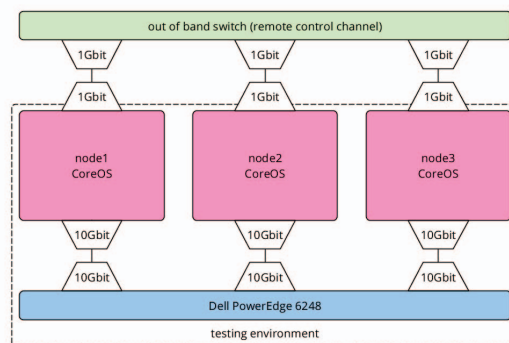 out of band switch (remote control channel)
1Gbit 1Gbit 1Gbit
1Gbit 1Gbit 1Gbit
node1 node2 node3
CoreOS CoreOS CoreOS
10Gbit 10Gbit 10Gbit
10Gbit 10Gbit 10Gbit
Dell PowerEdge 6248
testing environment